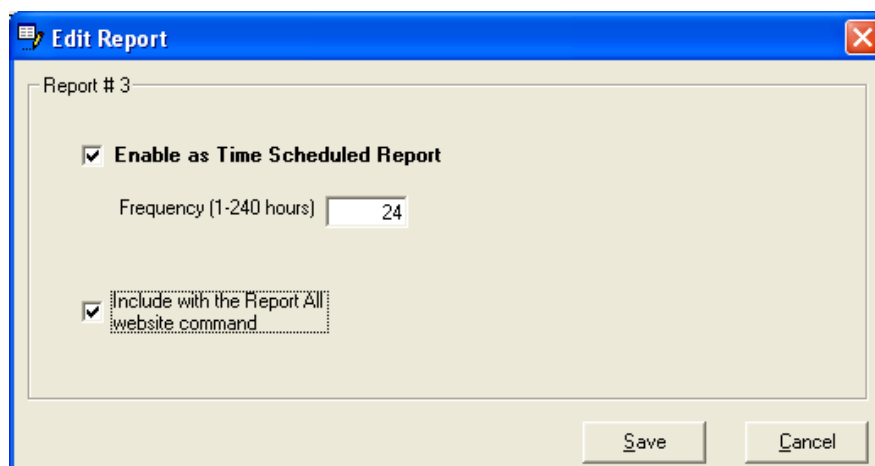 Edit Report
Report # 3
Enable as Time Scheduled Report
Frequency (1-240 hours) 24
Include with the Report All
website command
Save Cancel